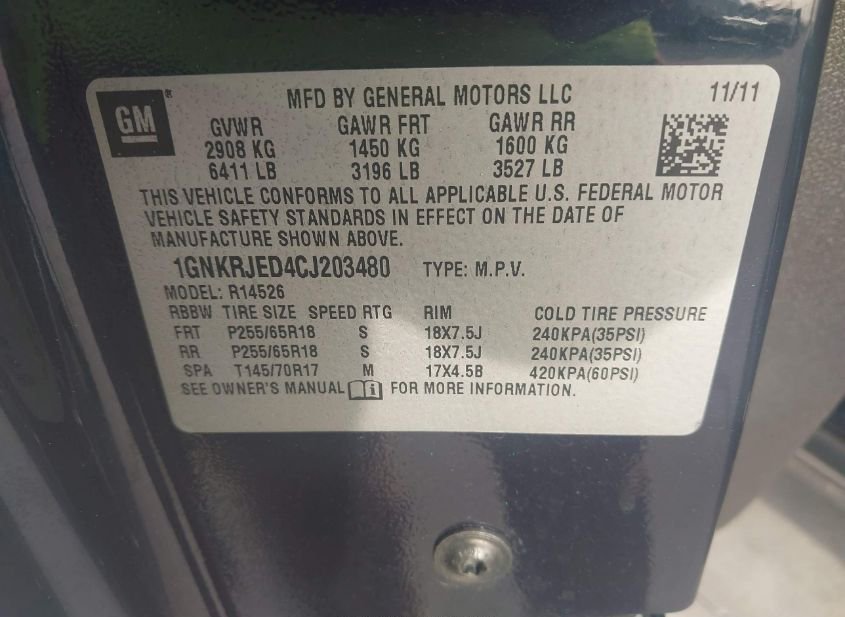 GM® MFD BY GENERAL MOTORS LLC 11/11
GVWR GAWR FRT GAWR RR
2908 KG 1450 KG 1600 KG
6411 LB 3196 LB 3527 LB
THIS VEHICLE CONFORMS TO ALL APPLICABLE U.S. FEDERAL MOTOR
VEHICLE SAFETY STANDARDS IN EFFECT ON THE DATE OF
MANUFACTURE SHOWN ABOVE.
1GNKRJED4CJ203480 TYPE: M.P.V.
MODEL: R14526
RBBW TIRE SIZE SPEED RTG RIM COLD TIRE PRESSURE
FRT P255/65R18 S 18X7.5J 240KPA(35PSI)
RR P255/65R18 S 18X7.5J 240KPA(35PSI)
SPA T145/70R17 M 17X4.5B 420KPA(60PSI)
SEE OWNER'S MANUAL i FOR MORE INFORMATION.